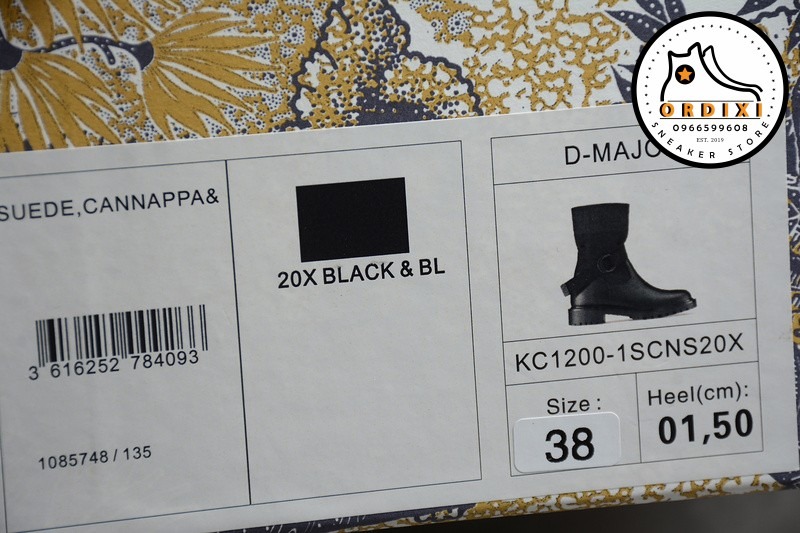 SUEDE,CANNAPPA&
3 616252 784093
1085748 / 135
20X BLACK & BL
KC1200-1SCNS20X
Size :
38
Heel(cm):
01,50
ORDIXI
0966599608
EST. 2019
SNEAKER STORE